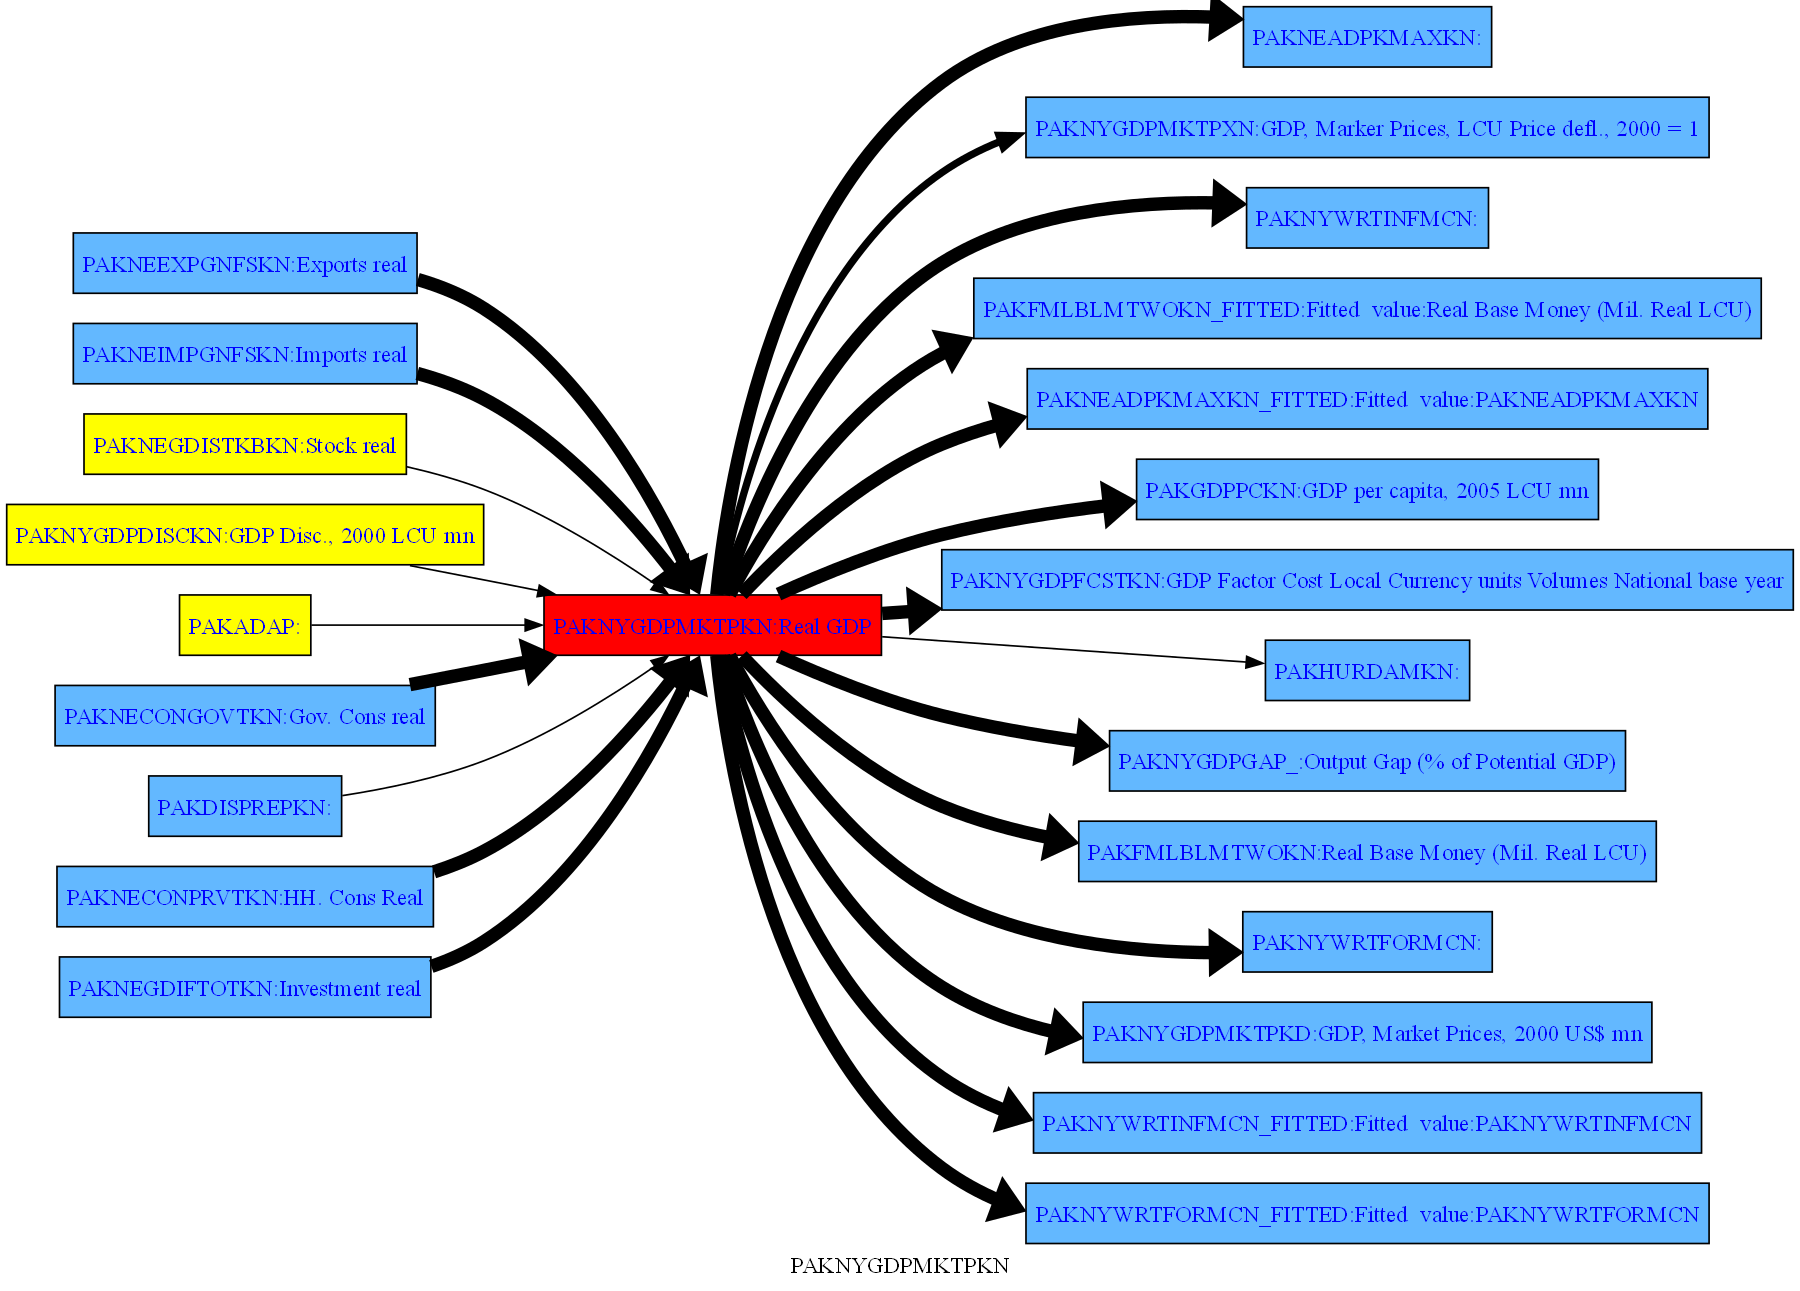 PAKNEEXPGNFSKN:Exports real
PAKNEIMPGNFSKN:Imports real
PAKNEGDISTKBKN:Stock real
PAKNYGDPDISCKN:GDP Disc., 2000 LCU mn
PAKADAP:
PAKNECONGOVTKN:Gov. Cons real
PAKDISPREPKN:
PAKNECONPRVTKN:HH. Cons Real
PAKNEGDIFTOTKN:Investment real
PAKNYGDPMKTPKN:Real GDP
PAKNEADPKMAXKN:
PAKNYGDPMKTPXN:GDP, Marker Prices, LCU Price defl., 2000 = 1
PAKNYWRTINFMCN:
PAKFMLBLMTWOKN_FITTED:Fitted  value:Real Base Money (Mil. Real LCU)
PAKNEADPKMAXKN_FITTED:Fitted  value:PAKNEADPKMAXKN
PAKGDPPCKN:GDP per capita, 2005 LCU mn
PAKNYGDPFCSTKN:GDP Factor Cost Local Currency units Volumes National base year
PAKHURDAMKN:
PAKNYGDPGAP_:Output Gap (% of Potential GDP)
PAKFMLBLMTWOKN:Real Base Money (Mil. Real LCU)
PAKNYWRTFORMCN:
PAKNYGDPMKTPKD:GDP, Market Prices, 2000 US$ mn
PAKNYWRTINFMCN_FITTED:Fitted  value:PAKNYWRTINFMCN
PAKNYWRTFORMCN_FITTED:Fitted  value:PAKNYWRTFORMCN
PAKNYGDPMKTPKN